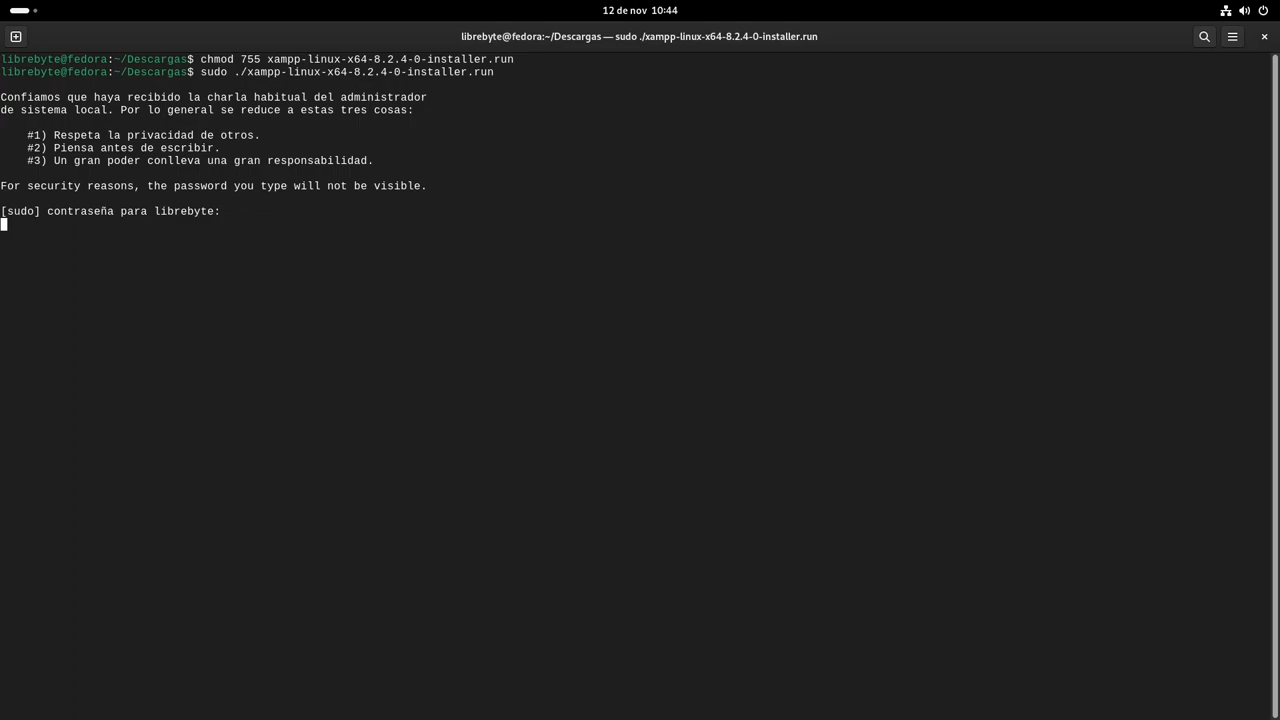 12 de nov 10:44
librebyte@fedora:~/Descargas — sudo ./xampp-linux-x64-8.2.4-0-installer.run
librebyte@fedora:~/Descargas$ chmod 755 xampp-linux-x64-8.2.4-0-installer.run
librebyte@fedora:~/Descargas$ sudo ./xampp-linux-x64-8.2.4-0-installer.run
Confiamos que haya recibido la charla habitual del administrador
de sistema local. Por lo general se reduce a estas tres cosas:
#1) Respeta la privacidad de otros.
#2) Piensa antes de escribir.
#3) Un gran poder conlleva una gran responsabilidad.
For security reasons, the password you type will not be visible.
[sudo] contraseña para librebyte: